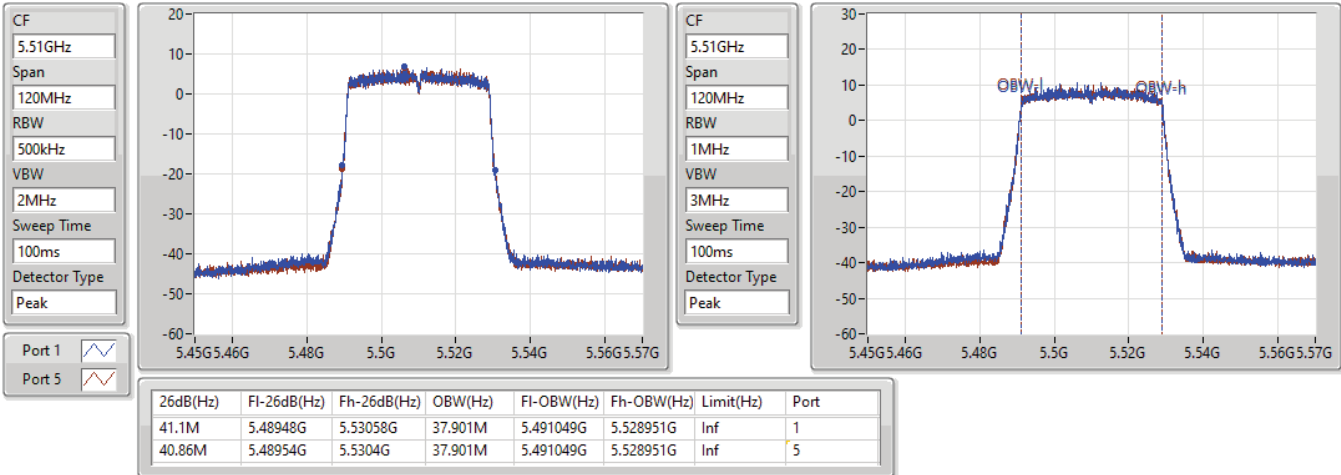 CF
5.51GHz
Span
120MHz
RBW
500kHz
VBW
2MHz
Sweep Time
100ms
Detector Type
Peak
20
10
0
-10
-20
-30
-40
-50
-60
5.45G 5.46G 5.48G 5.5G 5.52G 5.54G 5.56G 5.57G
Port 1
Port 5
CF
5.51GHz
Span
120MHz
RBW
1MHz
VBW
3MHz
Sweep Time
100ms
Detector Type
Peak
30
20
10
0
-10
-20
-30
-40
-50
-60
OBW-l OBW-h
5.45G 5.46G 5.48G 5.5G 5.52G 5.54G 5.56G 5.57G
26dB(Hz) Fl-26dB(Hz) Fh-26dB(Hz) OBW(Hz) Fl-OBW(Hz) Fh-OBW(Hz) Limit(Hz) Port
41.1M 5.48948G 5.53058G 37.901M 5.491049G 5.528951G Inf 1
40.86M 5.48954G 5.5304G 37.901M 5.491049G 5.528951G Inf 5